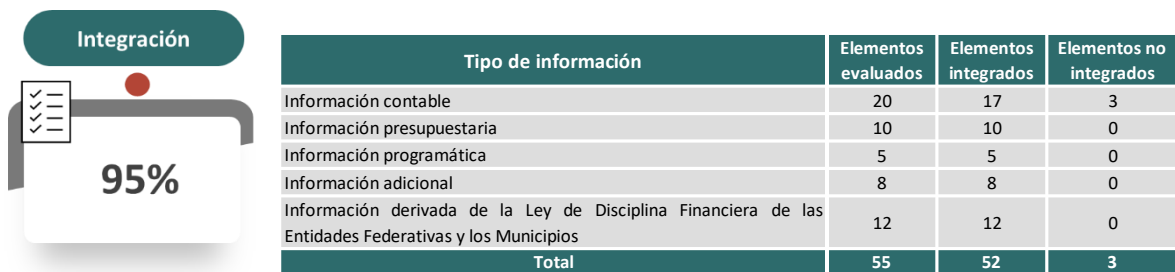 Integración
95%
Tipo de información Elementos evaluados Elementos integrados Elementos no integrados
Información contable 20 17 3
Información presupuestaria 10 10 0
Información programática 5 5 0
Información adicional 8 8 0
Información derivada de la Ley de Disciplina Financiera de las
Entidades Federativas y los Municipios 12 12 0
Total 55 52 3